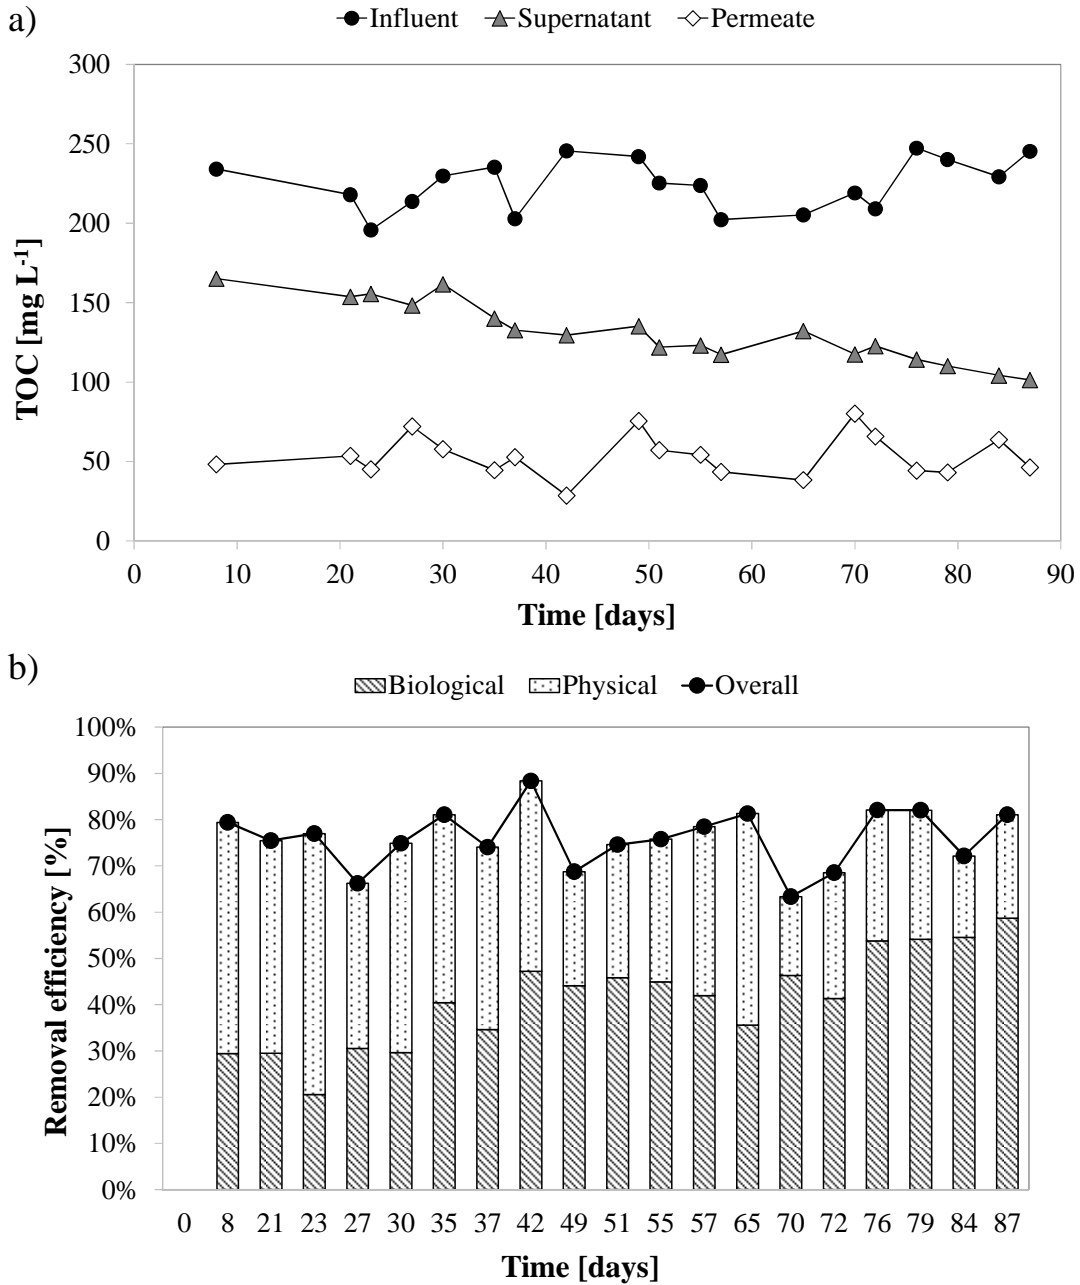 a)
Influent Supernatant Permeate
300
250
200
150
100
50
0
TOC [mg L-1]
0 10 20 30 40 50 60 70 80 90
Time [days]
b)
Biological Physical Overall
100%
90%
80%
70%
60%
50%
40%
30%
20%
10%
0%
Removal efficiency [%]
0 8 21 23 27 30 35 37 42 49 51 55 57 65 70 72 76 79 84 87
Time [days]